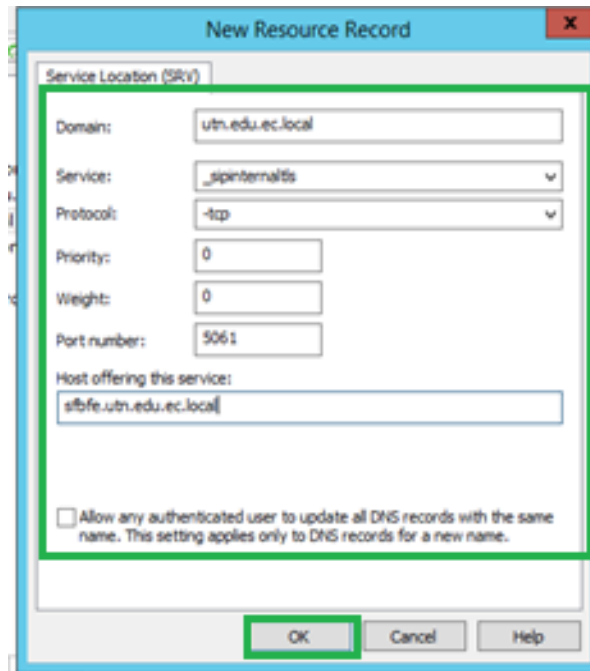 New Resource Record
x
Service Location (SRV)
Domain:
utn.edu.ec.local
Service:
_sipinternaltls
Protocol:
-tcp
Priority:
0
Weight:
0
Port number:
5061
Host offering this service:
sfbfe.utn.edu.ec.local
Allow any authenticated user to update all DNS records with the same
name. This setting applies only to DNS records for a new name.
OK
Cancel
Help